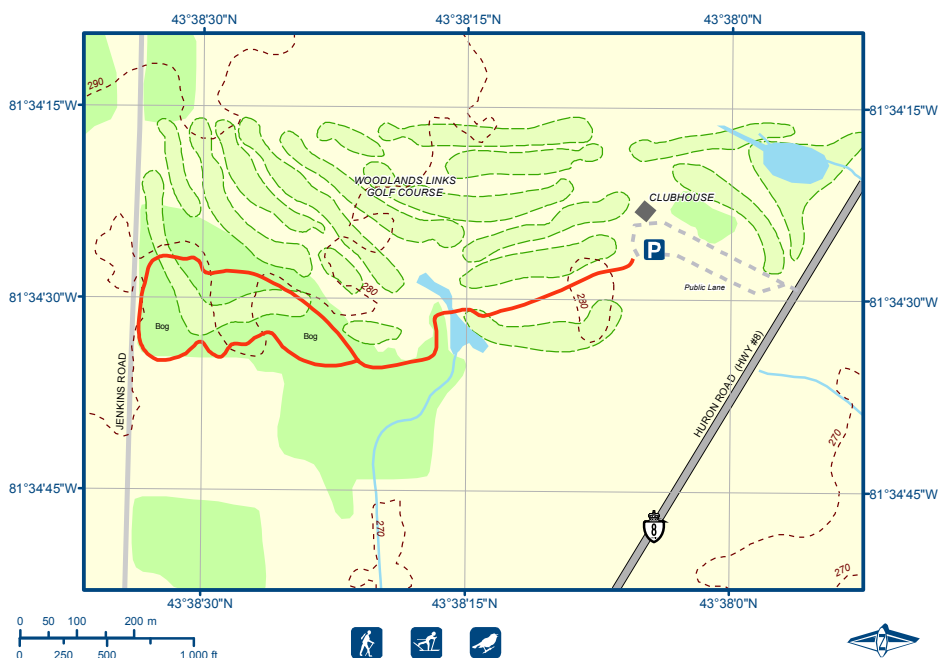 43°38'30"N 43°38'15"N 43°38'0"N
290
81°34'15"W 81°34'15"W
WOODLANDS LINKS
GOLF COURSE
CLUBHOUSE
P
280
Public Lane
81°34'30"W 81°34'30"W
280
Bog Bog
JENKINS ROAD
HURON ROAD (HWY #8)
270
81°34'45"W 81°34'45"W
270
8
270
43°38'30"N 43°38'15"N 43°38'0"N
0 50 100 200 m
0 250 500 1 000 ft
Z